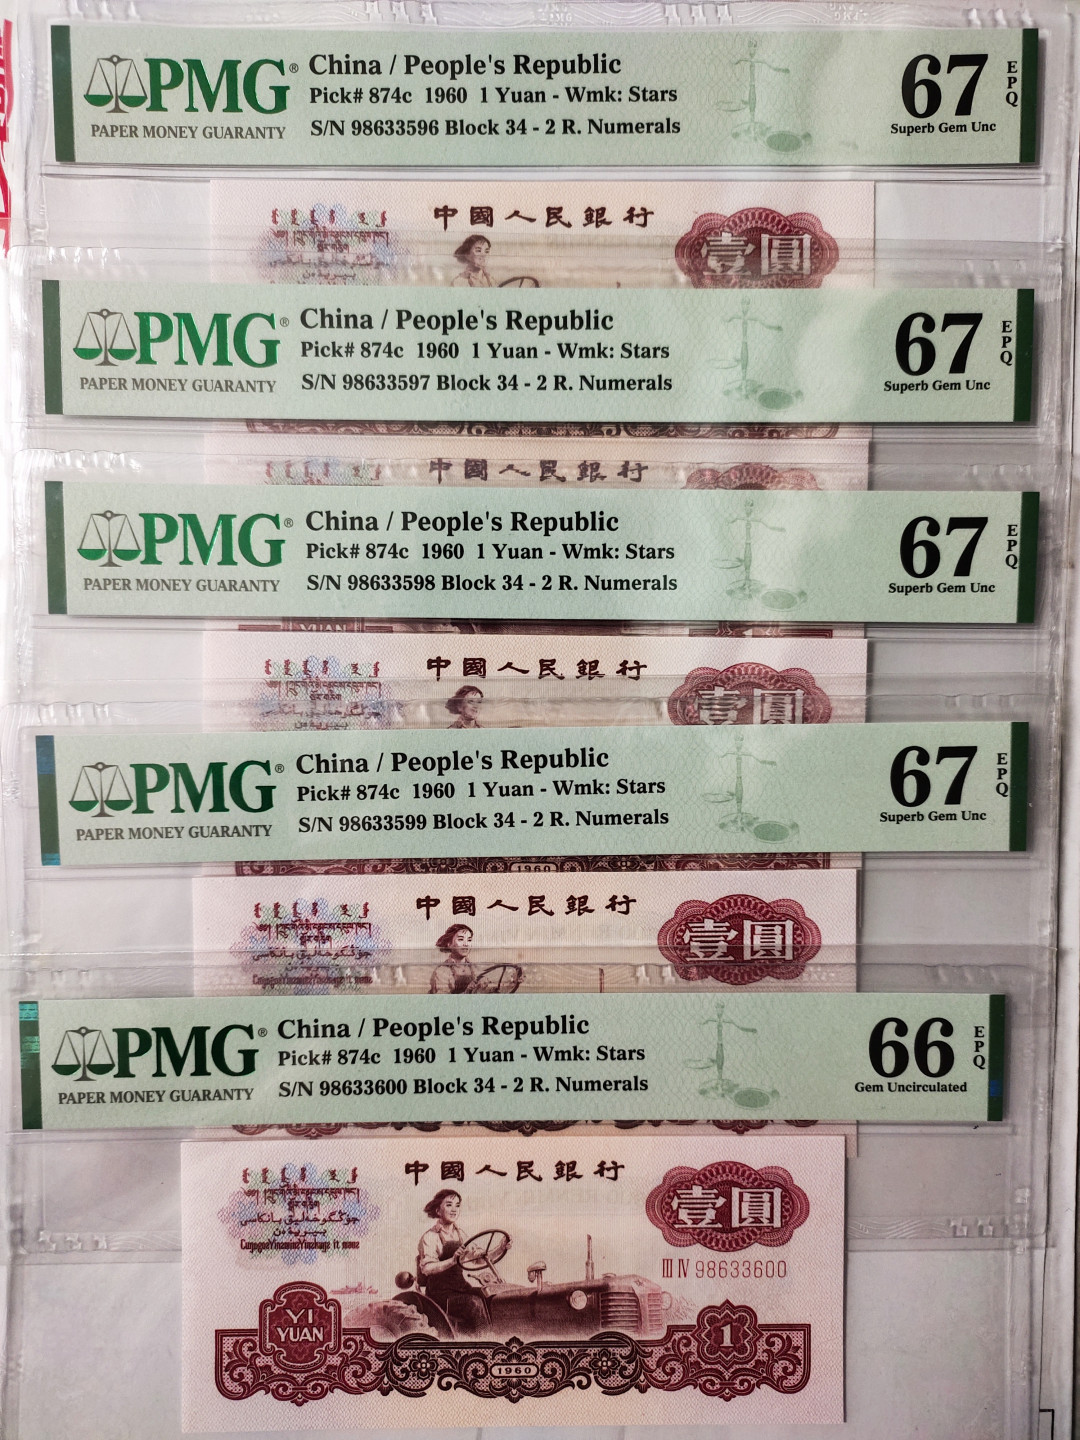 PMG®
PAPER MONEY GUARANTY
China / People's Republic
Pick# 874c 1960 1 Yuan - Wmk: Stars
S/N 98633596 Block 34 - 2 R. Numerals
67
EPQ
Superb Gem Unc
中國人民銀行
壹圓
PMG®
PAPER MONEY GUARANTY
China / People's Republic
Pick# 874c 1960 1 Yuan - Wmk: Stars
S/N 98633597 Block 34 - 2 R. Numerals
67
EPQ
Superb Gem Unc
中國人民銀行
PMG®
PAPER MONEY GUARANTY
China / People's Republic
Pick# 874c 1960 1 Yuan - Wmk: Stars
S/N 98633598 Block 34 - 2 R. Numerals
67
EPQ
Superb Gem Unc
YUAN
中國人民銀行
壹圓
PMG®
PAPER MONEY GUARANTY
China / People's Republic
Pick# 874c 1960 1 Yuan - Wmk: Stars
S/N 98633599 Block 34 - 2 R. Numerals
67
EPQ
Superb Gem Unc
1960
中國人民銀行
壹圓
PMG®
PAPER MONEY GUARANTY
China / People's Republic
Pick# 874c 1960 1 Yuan - Wmk: Stars
S/N 98633600 Block 34 - 2 R. Numerals
66
EPQ
Gem Uncirculated
中國人民銀行
壹圓
III IV 98633600
YI
YUAN
1960
1